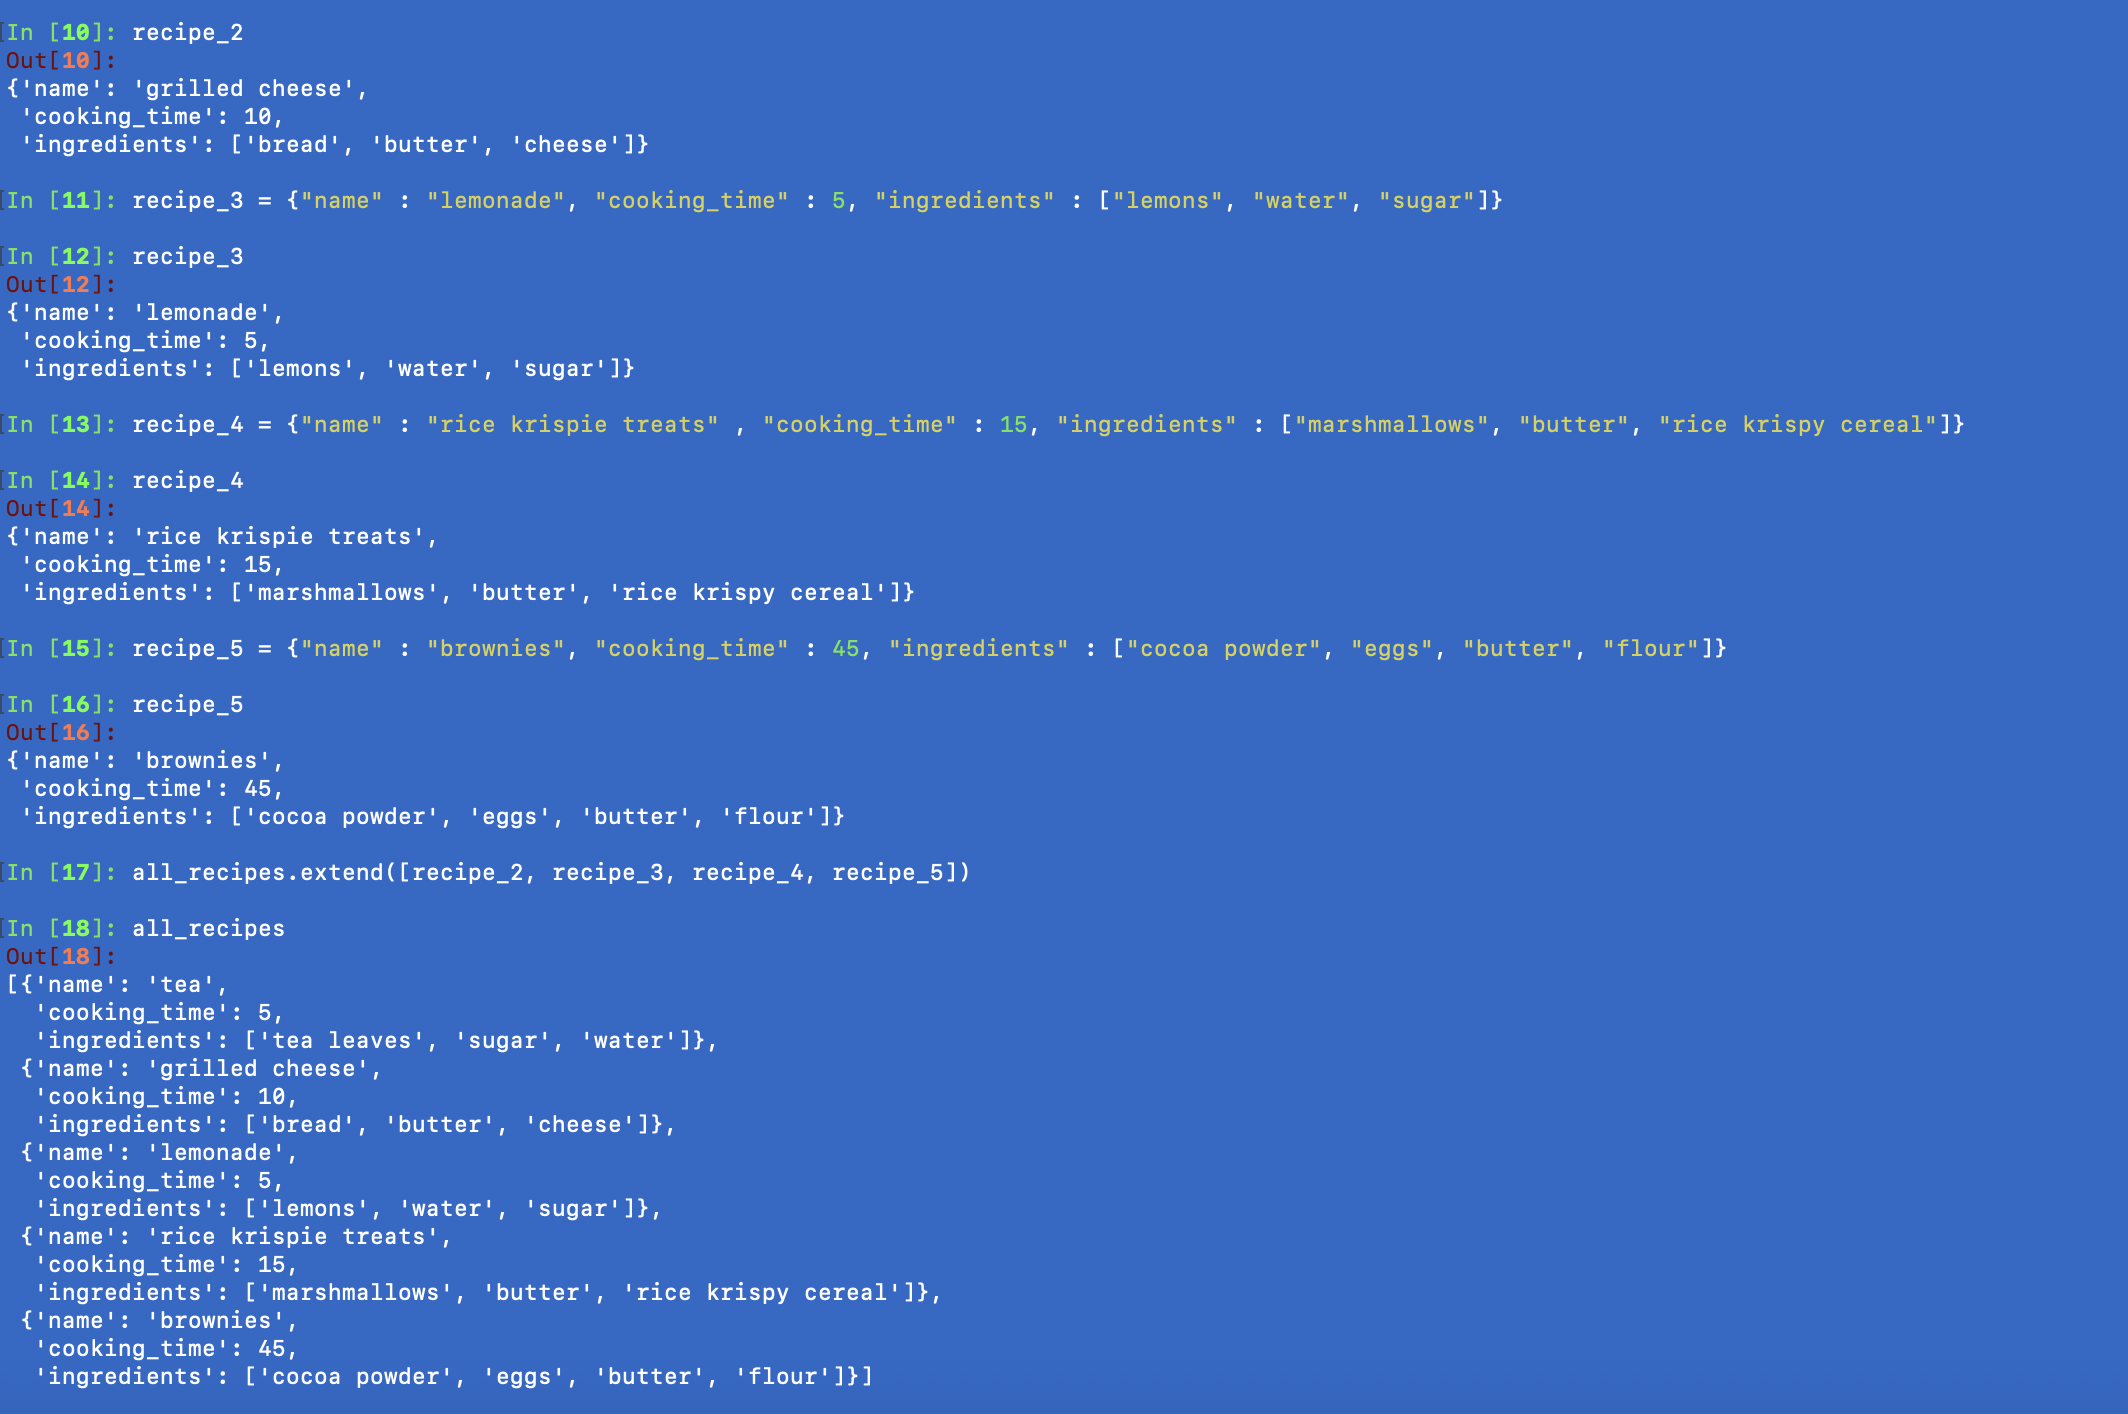 In [10]: recipe_2
Out[10]:
{'name': 'grilled cheese',
 'cooking_time': 10,
 'ingredients': ['bread', 'butter', 'cheese']}
In [11]: recipe_3 = {"name" : "lemonade", "cooking_time" : 5, "ingredients" : ["lemons", "water", "sugar"]}
In [12]: recipe_3
Out[12]:
{'name': 'lemonade',
 'cooking_time': 5,
 'ingredients': ['lemons', 'water', 'sugar']}
In [13]: recipe_4 = {"name" : "rice krispie treats" , "cooking_time" : 15, "ingredients" : ["marshmallows", "butter", "rice krispy cereal"]}
In [14]: recipe_4
Out[14]:
{'name': 'rice krispie treats',
 'cooking_time': 15,
 'ingredients': ['marshmallows', 'butter', 'rice krispy cereal']}
In [15]: recipe_5 = {"name" : "brownies", "cooking_time" : 45, "ingredients" : ["cocoa powder", "eggs", "butter", "flour"]}
In [16]: recipe_5
Out[16]:
{'name': 'brownies',
 'cooking_time': 45,
 'ingredients': ['cocoa powder', 'eggs', 'butter', 'flour']}
In [17]: all_recipes.extend([recipe_2, recipe_3, recipe_4, recipe_5])
In [18]: all_recipes
Out[18]:
[{'name': 'tea',
  'cooking_time': 5,
  'ingredients': ['tea leaves', 'sugar', 'water']},
 {'name': 'grilled cheese',
  'cooking_time': 10,
  'ingredients': ['bread', 'butter', 'cheese']},
 {'name': 'lemonade',
  'cooking_time': 5,
  'ingredients': ['lemons', 'water', 'sugar']},
 {'name': 'rice krispie treats',
  'cooking_time': 15,
  'ingredients': ['marshmallows', 'butter', 'rice krispy cereal']},
 {'name': 'brownies',
  'cooking_time': 45,
  'ingredients': ['cocoa powder', 'eggs', 'butter', 'flour']}]